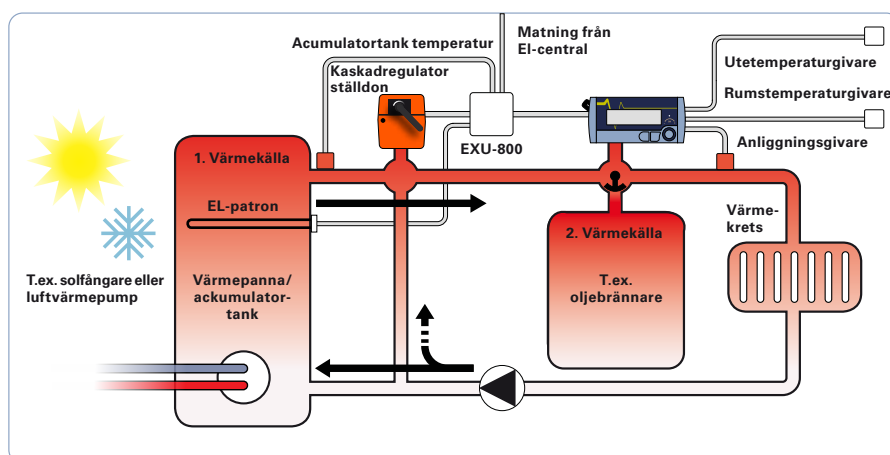 Matning från
El-central
Acumulatortank temperatur
Kaskadregulator
ställdon
Utetemperaturgivare
Rumstemperaturgivare
EXU-800
Anliggningsgivare
1. Värmekälla
EL-patron
Värme-
krets
2. Värmekälla
T.ex. solfångare eller
luftvärmepump
Värmepanna/
ackumulator-
tank
T.ex.
oljebrännare